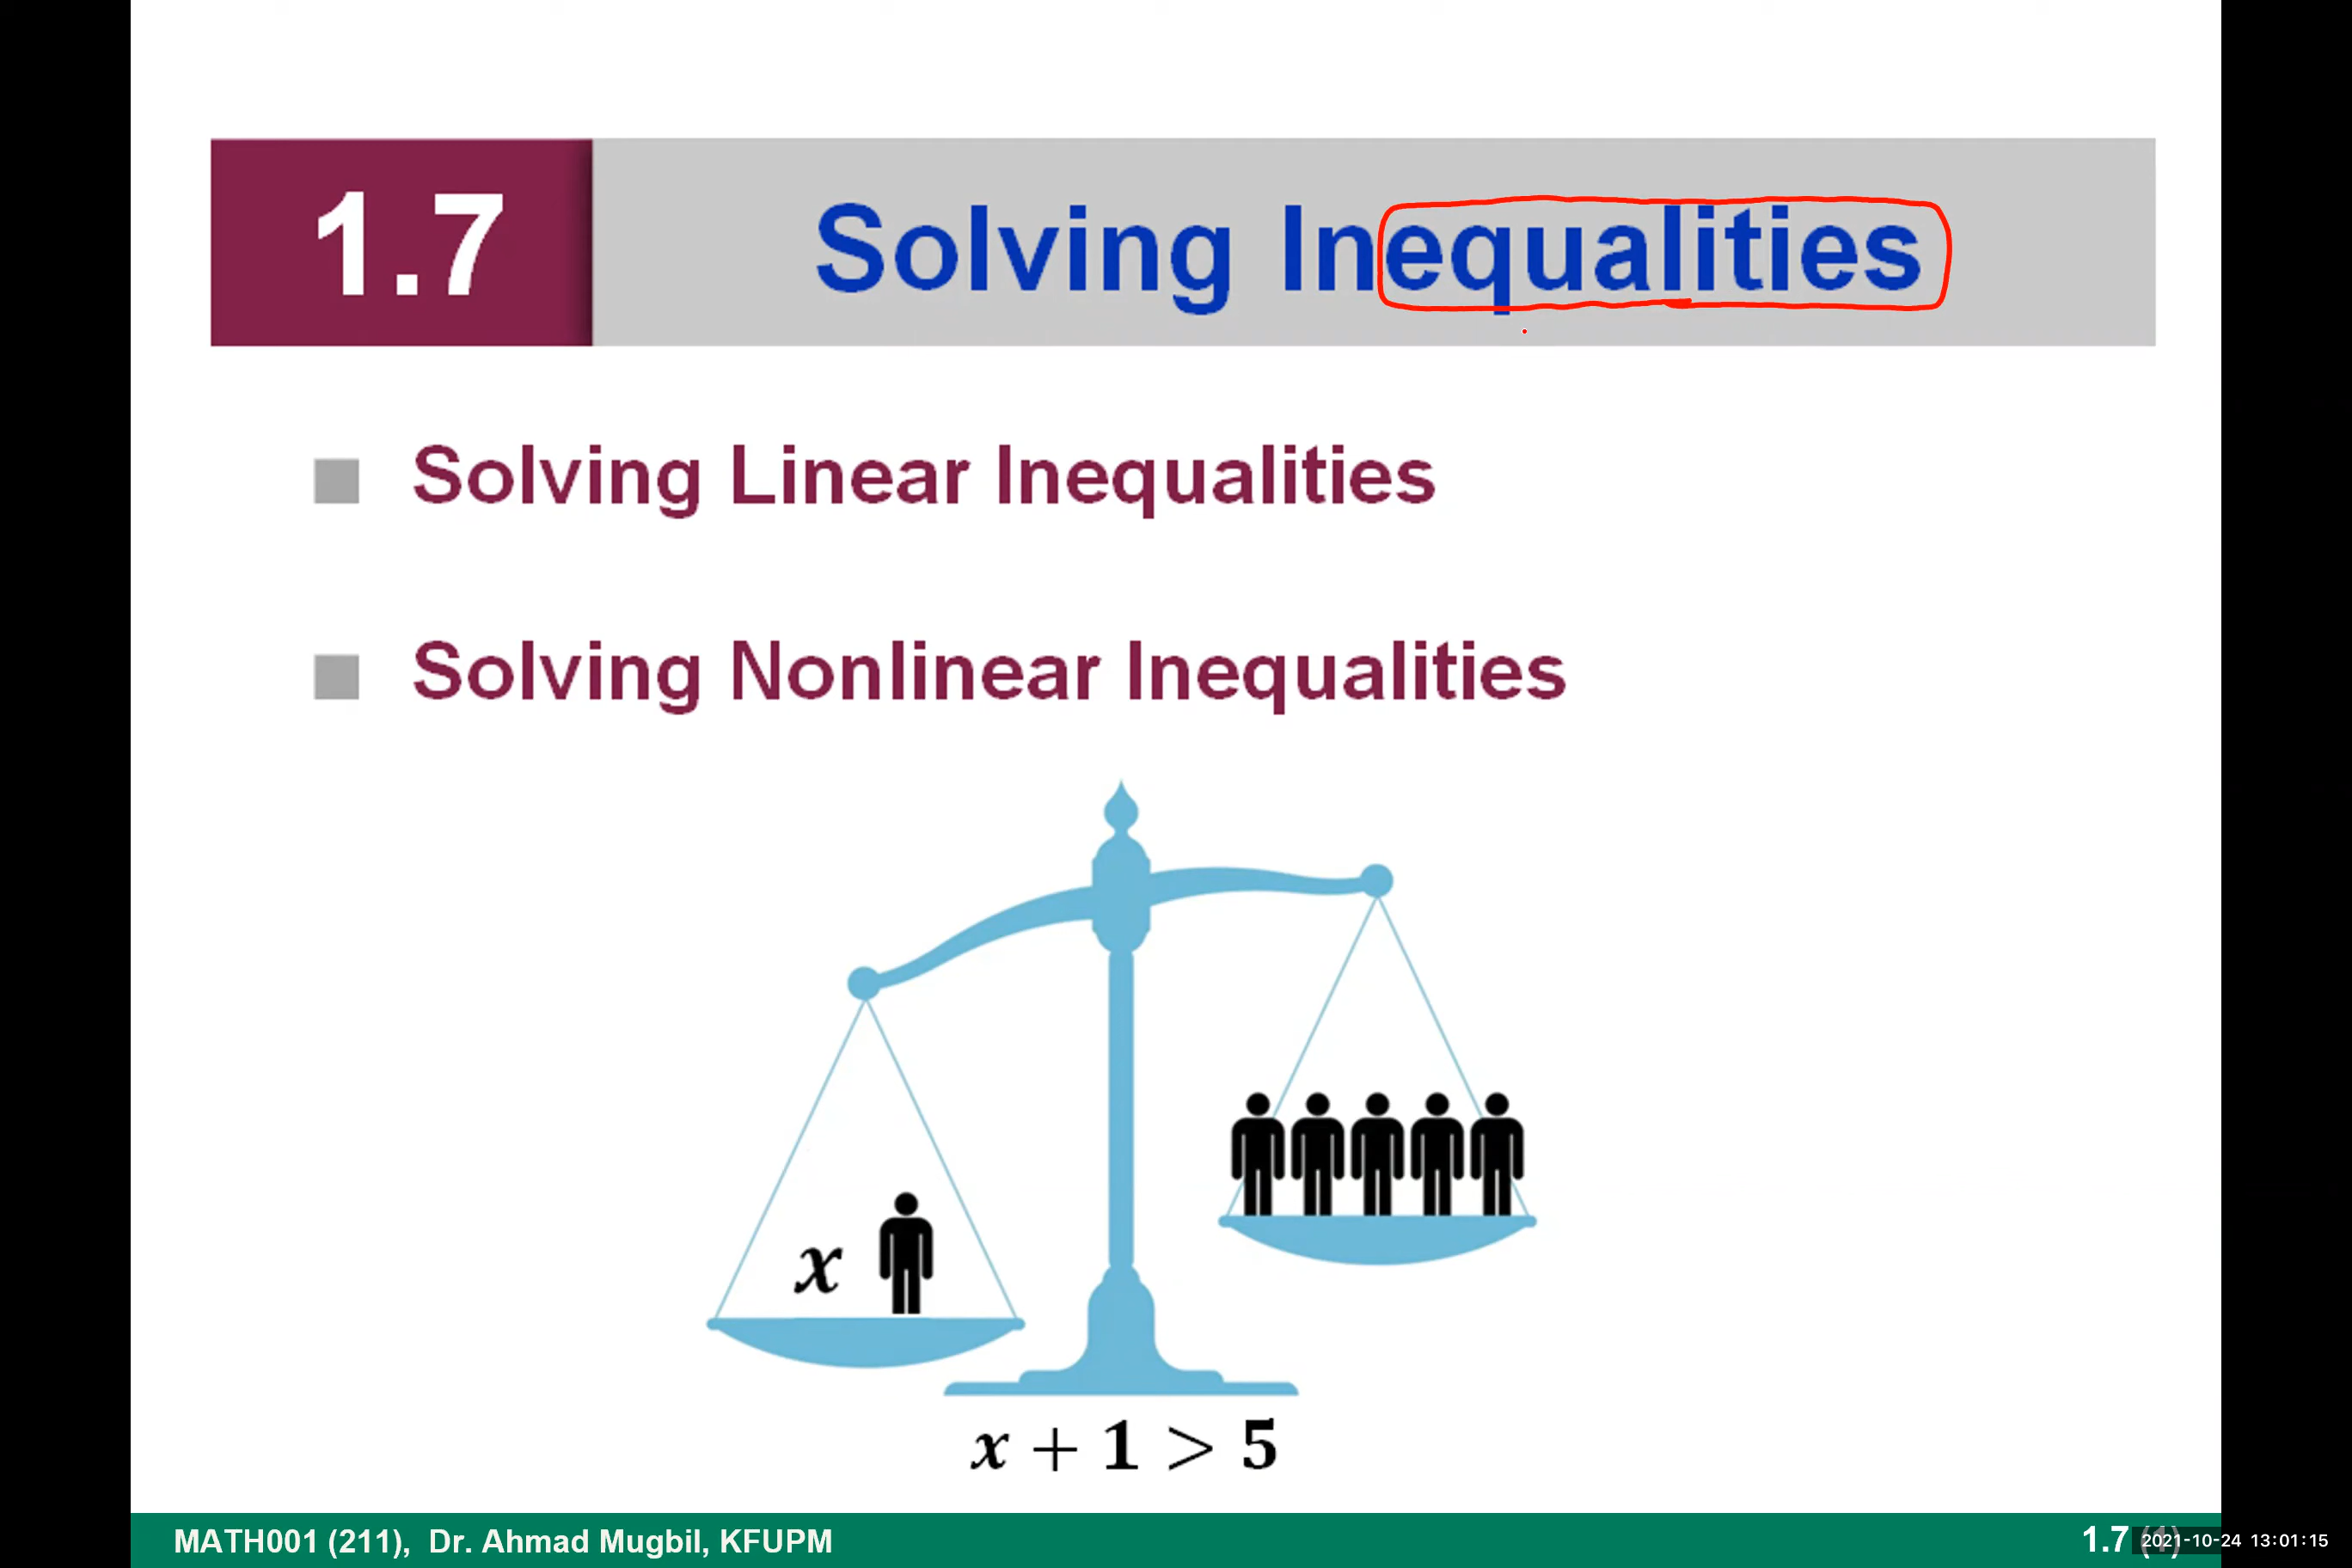 1.7 Solving Inequalities
Solving Linear Inequalities
Solving Nonlinear Inequalities
x
x + 1 > 5
MATH001 (211), Dr. Ahmad Mugbil, KFUPM
1.7 (1)
2021-10-24 13:01:15